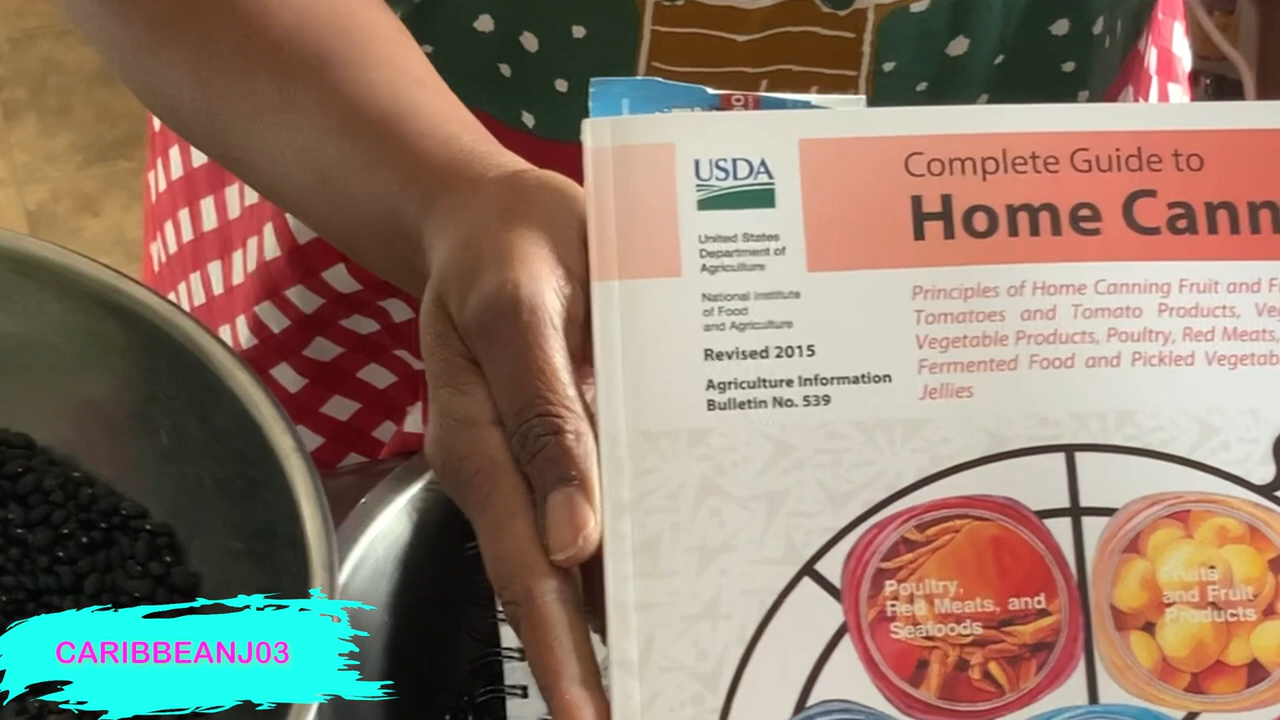 USDA
United States
Department of
Agriculture
National Institute
of Food
and Agriculture
Revised 2015
Agriculture Information
Bulletin No. 539
Complete Guide to
Home Cann
Principles of Home Canning Fruit and F
Tomatoes and Tomato Products, Veg
Vegetable Products, Poultry, Red Meats,
Fermented Food and Pickled Vegetab
Jellies
Poultry,
Red Meats, and
Seafoods
Fruits
and Fruit
Products
CARIBBEANJ03